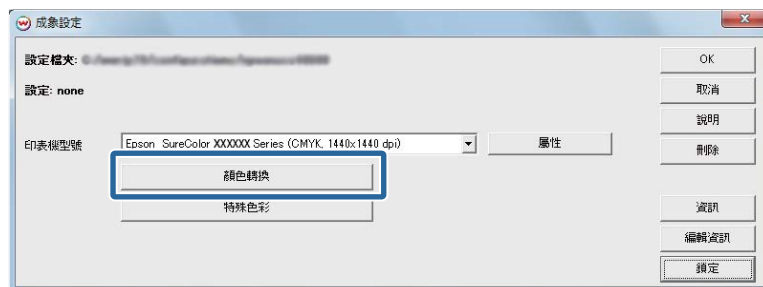 成象設定
設定檔夾:
設定: none
印表機型號
Epson SureColor XXXXXX Series (CMYK, 1440x1440 dpi)
屬性
顏色轉換
特殊色彩
OK
取消
說明
刪除
資訊
編輯資訊
鎖定